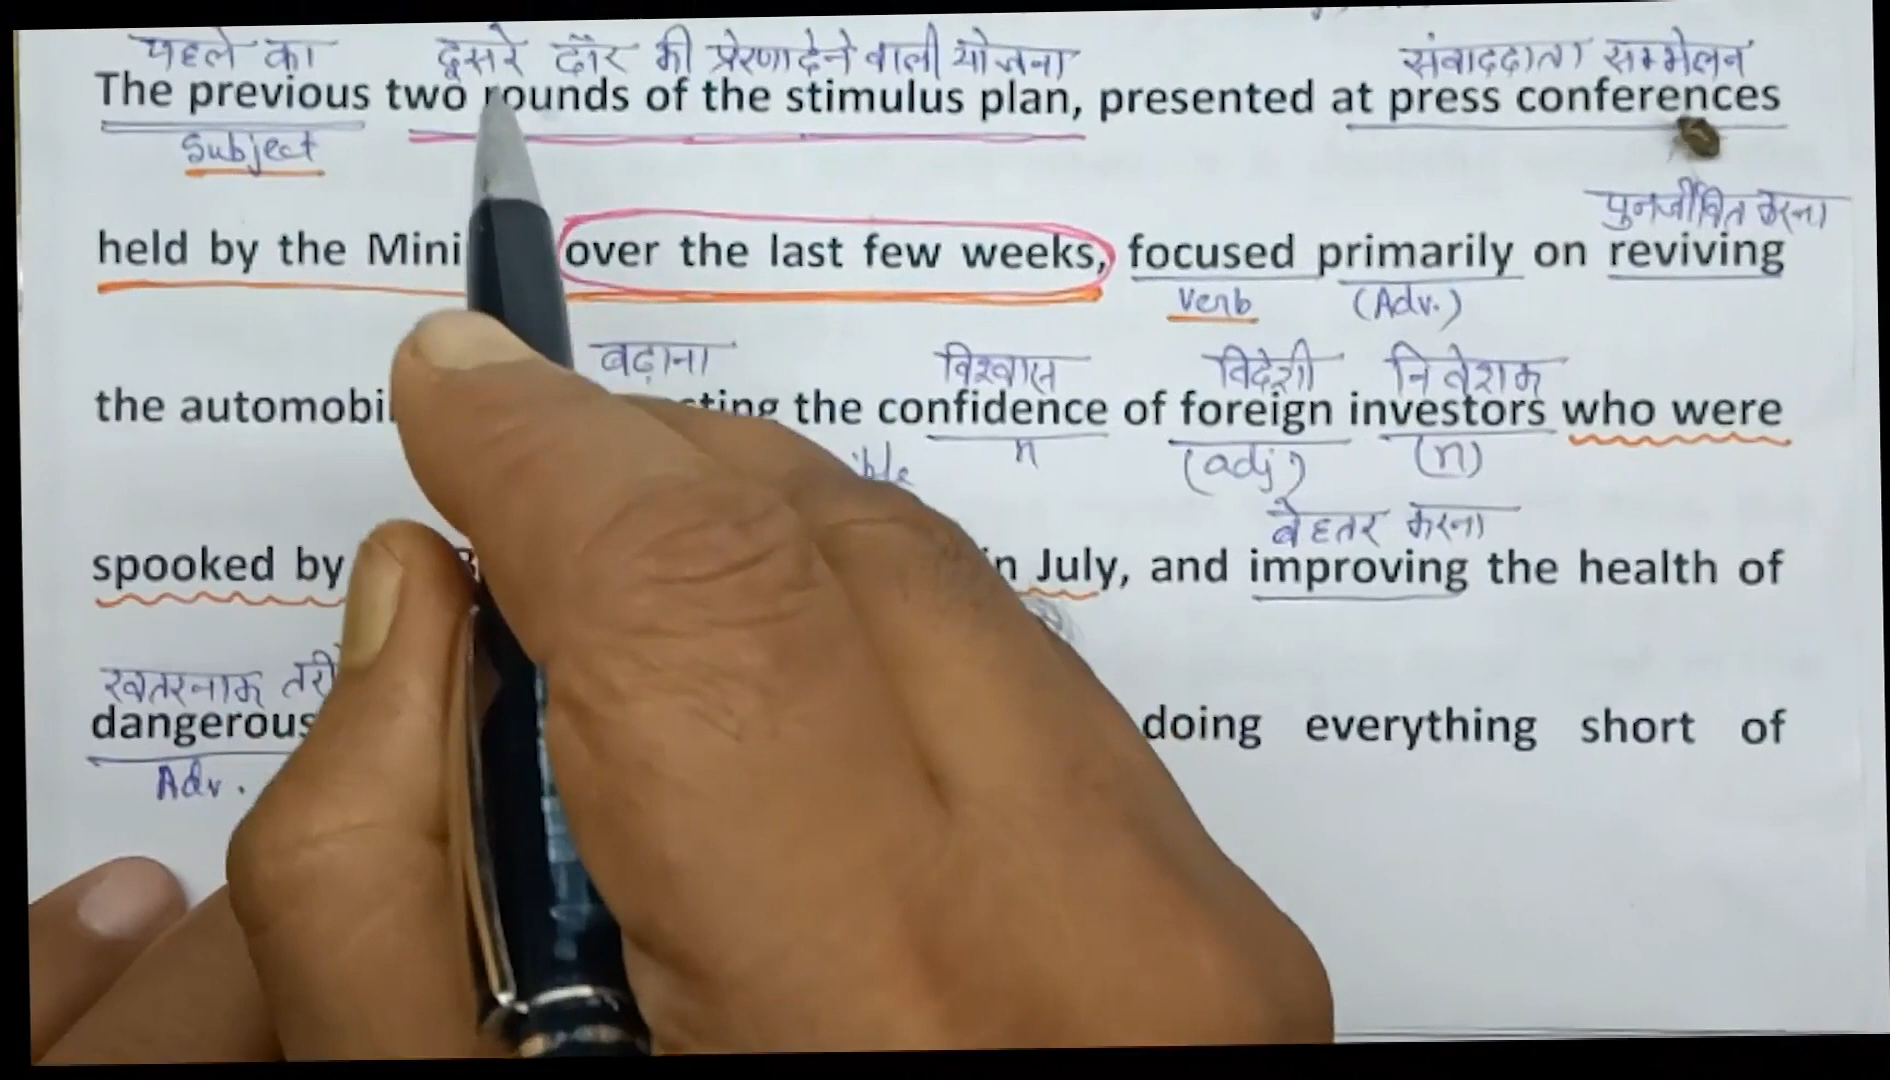 पहले का दूसरे दौर की प्रेरणा देने वाली योजना संवाददाता सम्मेलन
The previous two rounds of the stimulus plan, presented at press conferences
Subject
पुनर्जीवित करना
held by the Mini over the last few weeks, focused primarily on reviving
Verb (Adv.)
बढ़ाना विश्वास विदेशी निवेशक
the automobi ting the confidence of foreign investors who were
n (adj) (n)
बेहतर करना
spooked by n July, and improving the health of
खतरनाक तरी
dangerous doing everything short of
Adv.